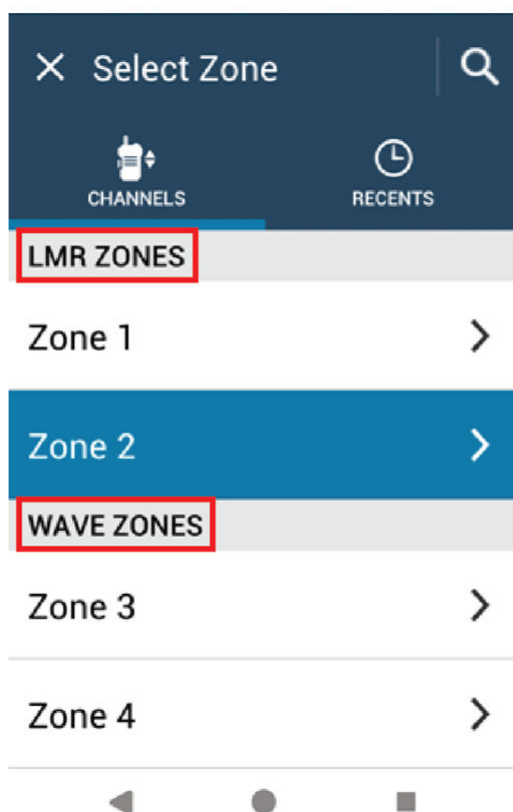 Select Zone
CHANNELS RECENTS
LMR ZONES
Zone 1
Zone 2
WAVE ZONES
Zone 3
Zone 4